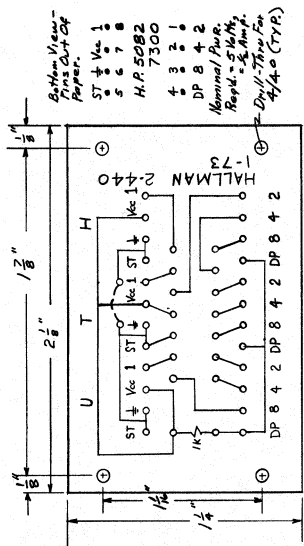 Bottom View-
Pins Out Of
Paper.
ST ⏚ Vcc 1
5 6 7 8
H.P. 5082
7300
4 3 2 1
DP 8 4 2
Nominal Pwr.
Reqd. = 5 Volts,
Amp.
Drill-Thru For
4/40 (TYP.)
1/8"
1 7/8"
1/8"
2 1/8"
1 1/16"
1 1/4"
U T H
ST ⏚ Vcc 1 ST ⏚ Vcc 1 ST ⏚ Vcc 1
1K
DP 8 4 2 DP 8 4 2 DP 8 4 2
HALLMAN 2-440
1-73